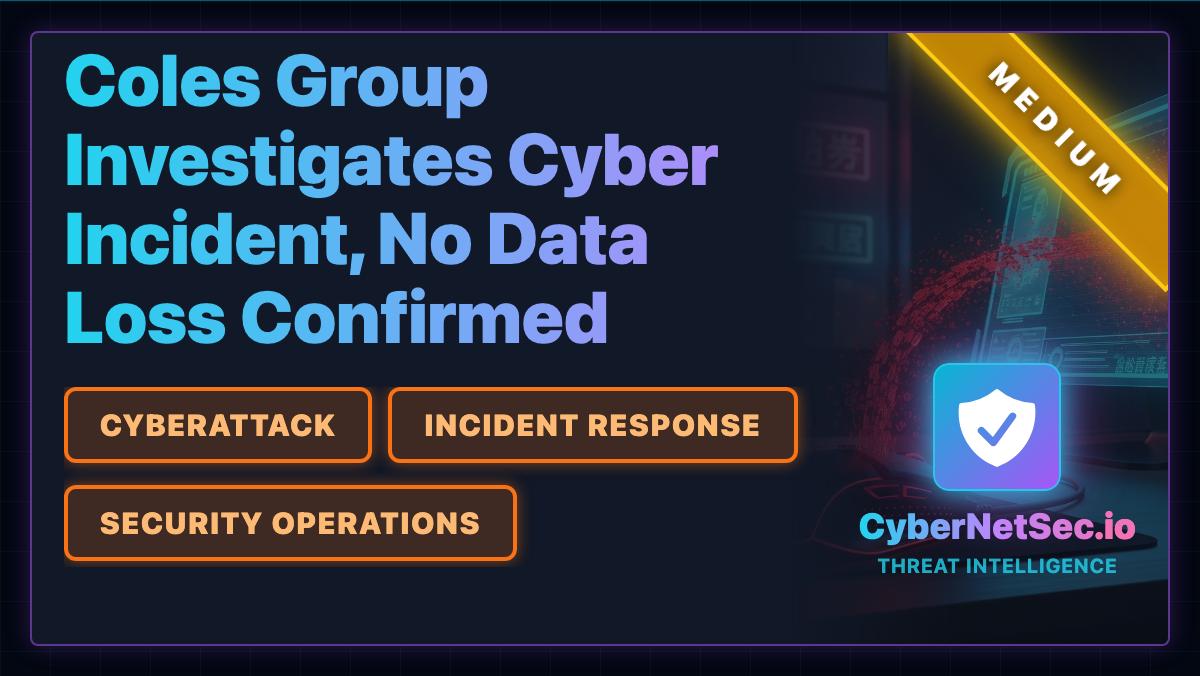 Coles Group
Investigates Cyber
Incident, No Data
Loss Confirmed
MEDIUM
CYBERATTACK
INCIDENT RESPONSE
SECURITY OPERATIONS
CyberNetSec.io
THREAT INTELLIGENCE